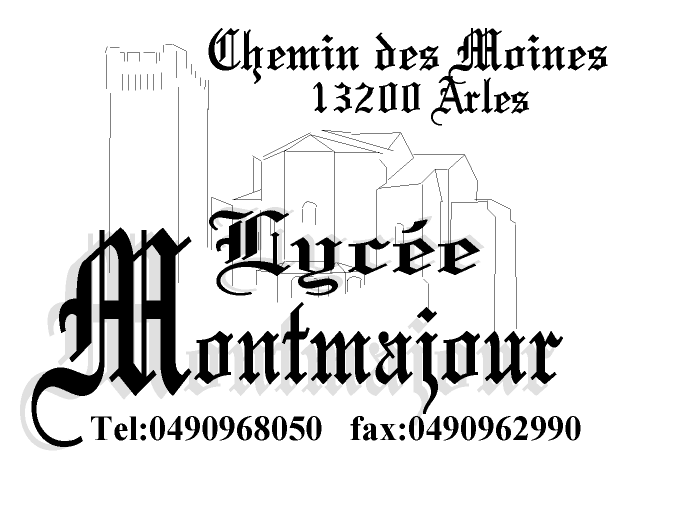 Chemin des Moines
13200 Arles
Lycée
Montmajour
Tel:0490968050 fax:0490962990